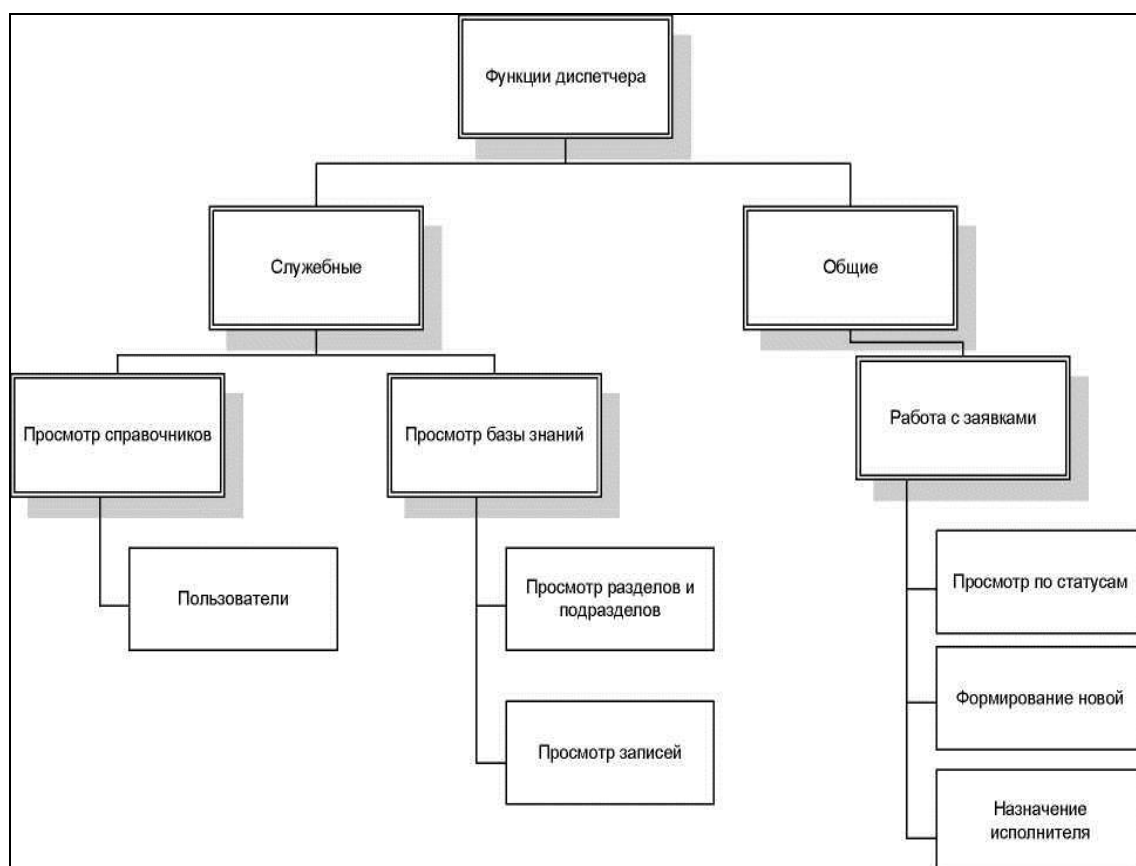 Функции диспетчера
Служебные
Общие
Просмотр справочников
Просмотр базы знаний
Работа с заявками
Пользователи
Просмотр разделов и
подразделов
Просмотр записей
Просмотр по статусам
Формирование новой
Назначение
исполнителя